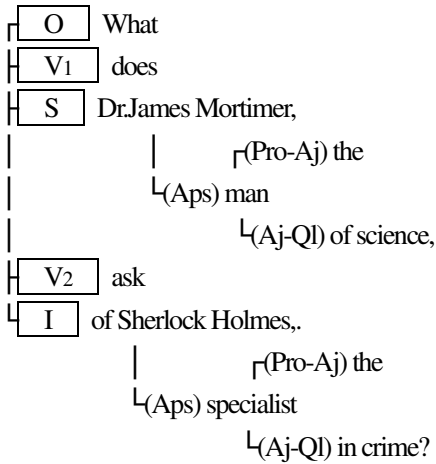 O What
V1 does
S Dr.James Mortimer,
(Pro-Aj) the
(Aps) man
(Aj-Ql) of science,
V2 ask
I of Sherlock Holmes,.
(Pro-Aj) the
(Aps) specialist
(Aj-Ql) in crime?